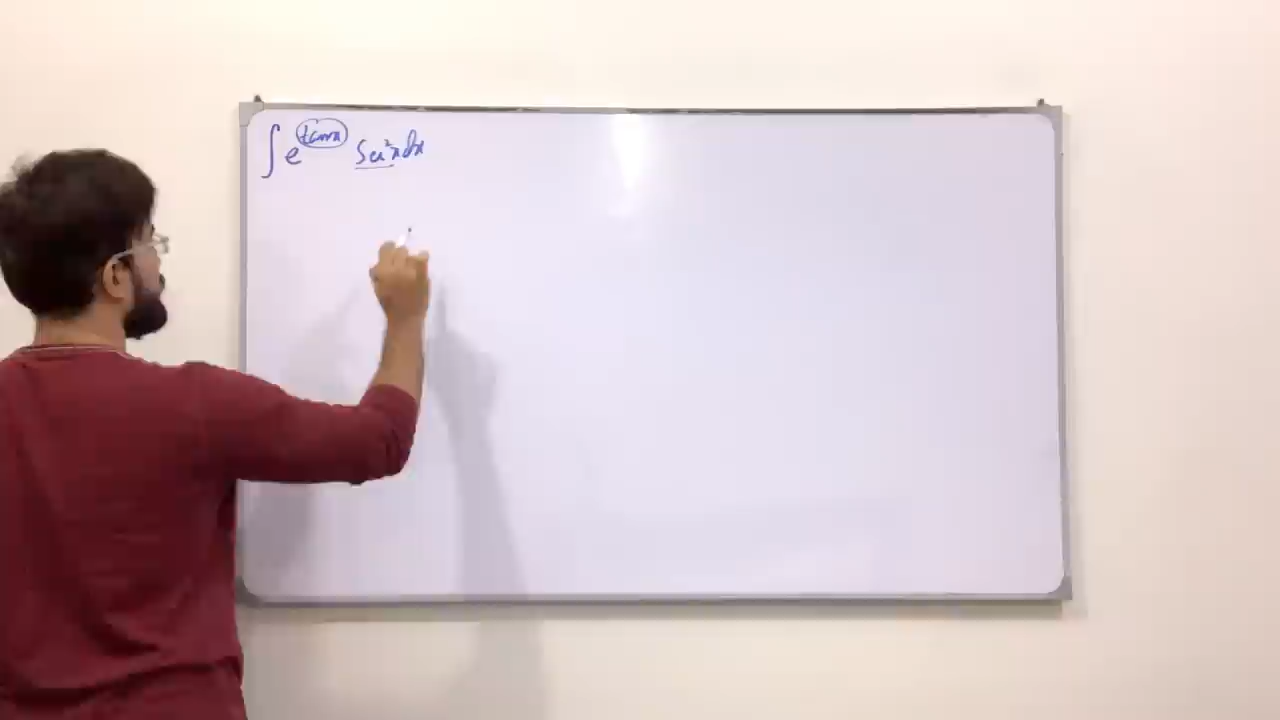 ∫ e^{tanx} Sec²x dx